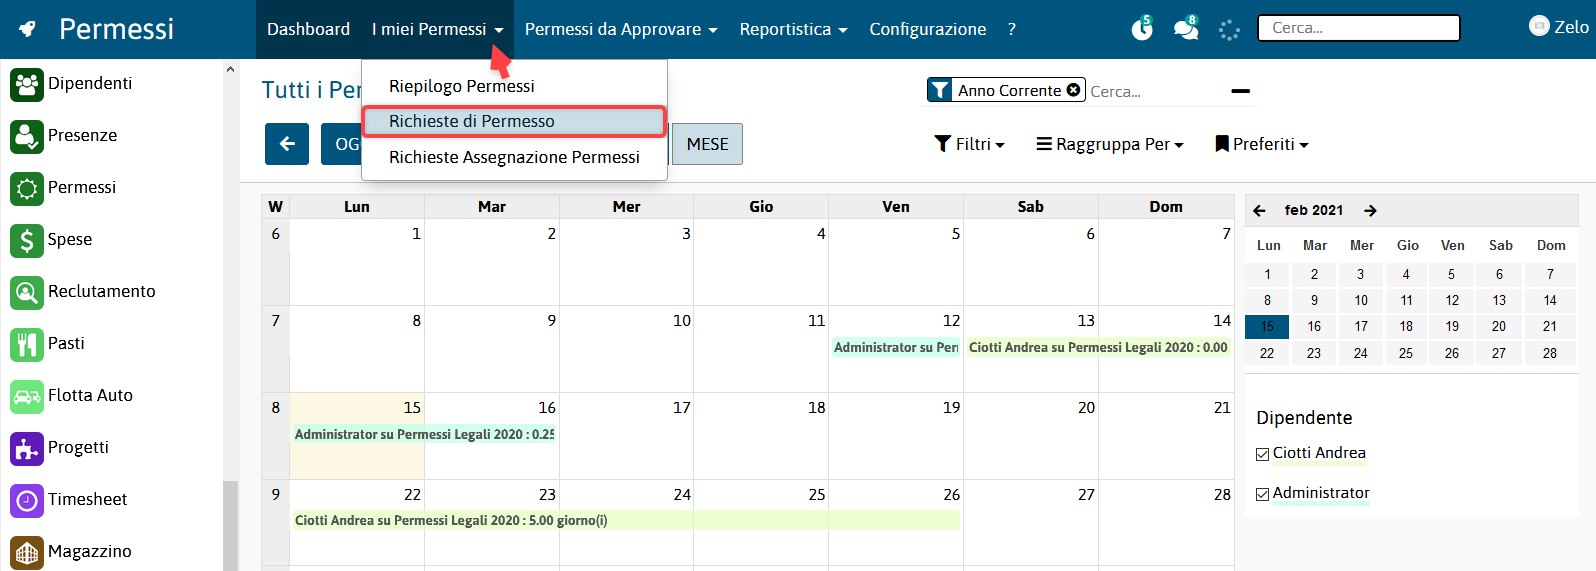 Permessi
Dashboard
I miei Permessi
Permessi da Approvare
Reportistica
Configurazione
?
5
8
Cerca...
Zelo
Dipendenti
Presenze
Permessi
Spese
Reclutamento
Pasti
Flotta Auto
Progetti
Timesheet
Magazzino
Riepilogo Permessi
Richieste di Permesso
Richieste Assegnazione Permessi
Tutti i Per
Anno Corrente
Cerca...
OG
MESE
Filtri
Raggruppa Per
Preferiti
W Lun Mar Mer Gio Ven Sab Dom
6 1 2 3 4 5 6 7
7 8 9 10 11 12 13 14
Administrator su Per
Ciotti Andrea su Permessi Legali 2020 : 0.00
8 15 16 17 18 19 20 21
Administrator su Permessi Legali 2020 : 0.25
9 22 23 24 25 26 27 28
Ciotti Andrea su Permessi Legali 2020 : 5.00 giorno(i)
feb 2021
Lun Mar Mer Gio Ven Sab Dom
1 2 3 4 5 6 7
8 9 10 11 12 13 14
15 16 17 18 19 20 21
22 23 24 25 26 27 28
Dipendente
Ciotti Andrea
Administrator